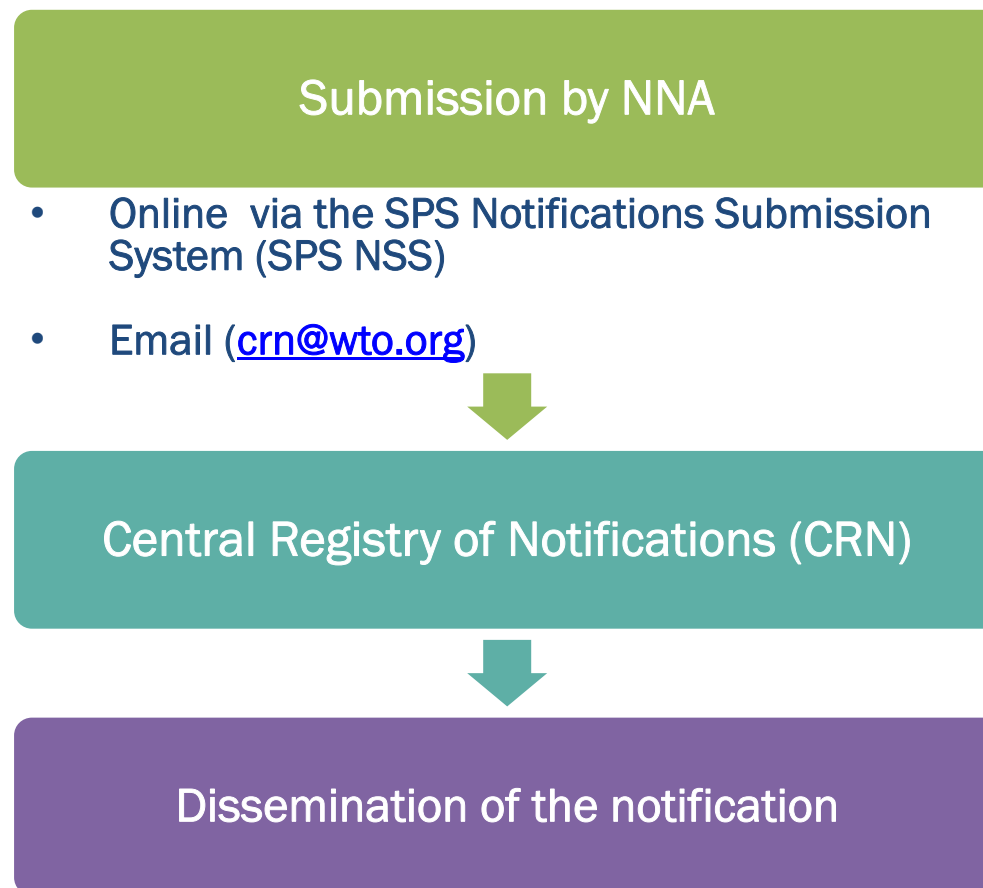 Submission by NNA
• Online via the SPS Notifications Submission
System (SPS NSS)
• Email (crn@wto.org)
Central Registry of Notifications (CRN)
Dissemination of the notification